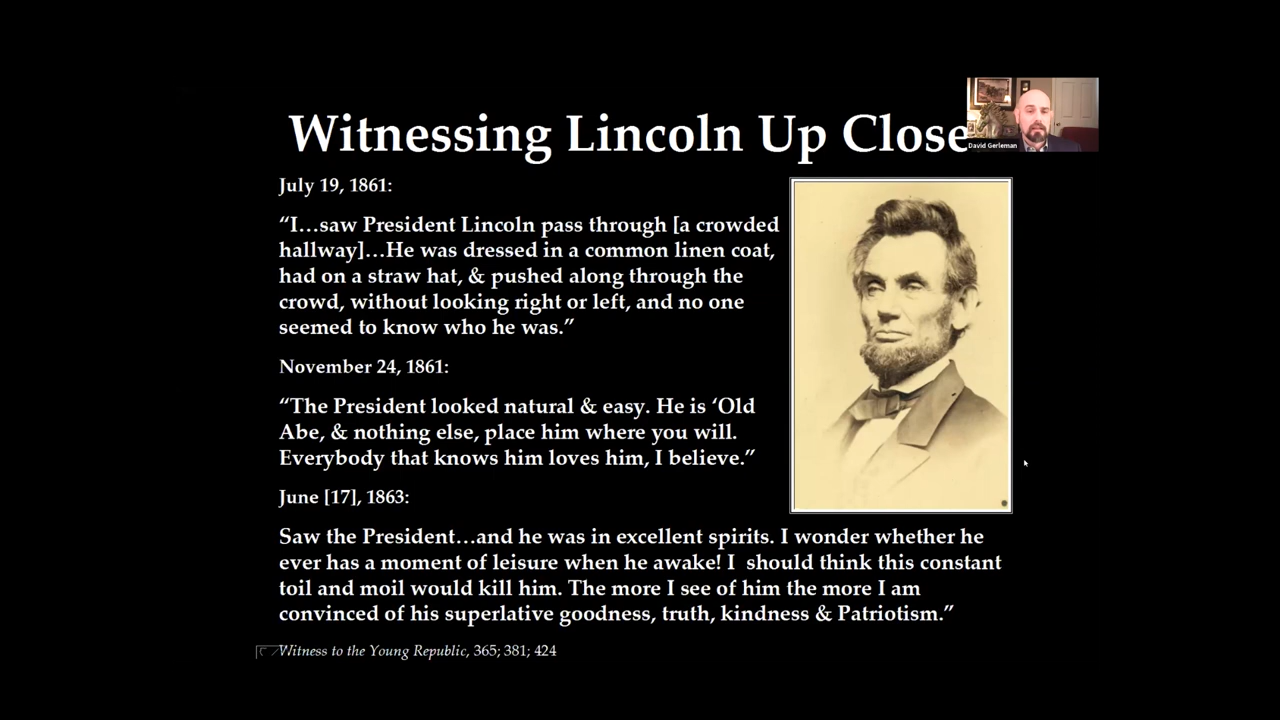 Witnessing Lincoln Up Close
David Gerleman
July 19, 1861:
“I…saw President Lincoln pass through [a crowded
hallway]…He was dressed in a common linen coat,
had on a straw hat, & pushed along through the
crowd, without looking right or left, and no one
seemed to know who he was.”
November 24, 1861:
“The President looked natural & easy. He is ‘Old
Abe, & nothing else, place him where you will.
Everybody that knows him loves him, I believe.”
June [17], 1863:
Saw the President…and he was in excellent spirits. I wonder whether he
ever has a moment of leisure when he awake! I should think this constant
toil and moil would kill him. The more I see of him the more I am
convinced of his superlative goodness, truth, kindness & Patriotism.”
Witness to the Young Republic, 365; 381; 424